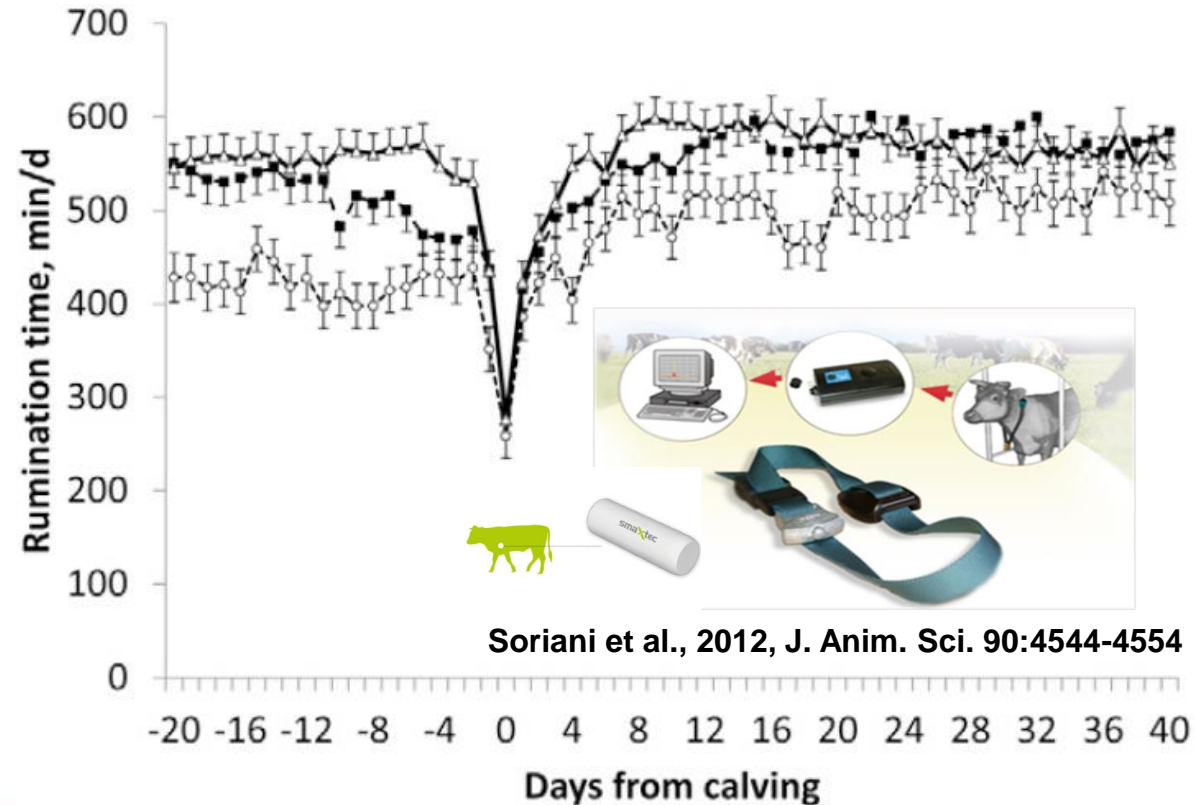 700
600
500
400
300
200
100
0
Rumination time, min/d
smaxtec
Soriani et al., 2012, J. Anim. Sci. 90:4544-4554
-20 -16 -12 -8 -4 0 4 8 12 16 20 24 28 32 36 40
Days from calving